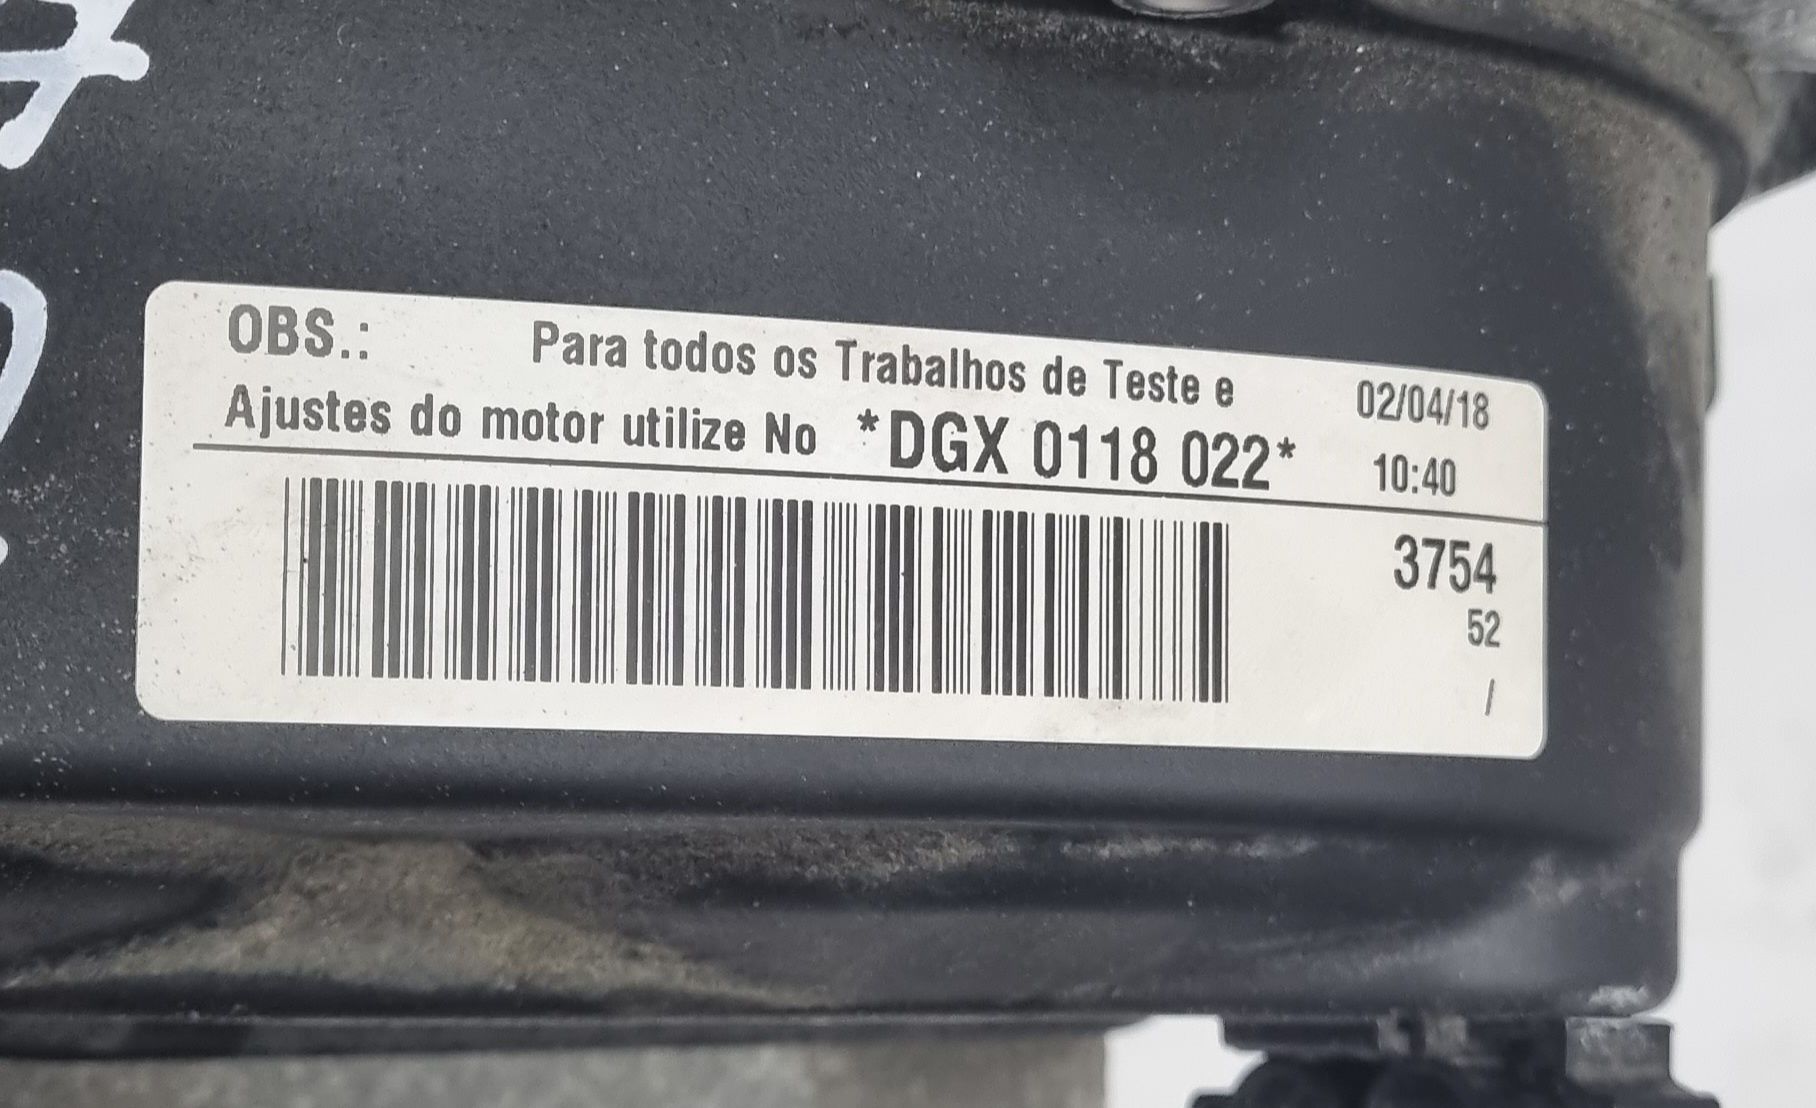 OBS.: Para todos os Trabalhos de Teste e 02/04/18
Ajustes do motor utilize No *DGX 0118 022* 10:40
3754
52
/